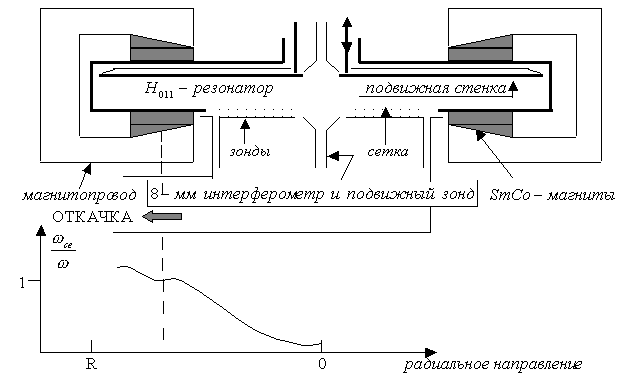 H₀₁₁ – резонатор
подвижная стенка
зонды
сетка
магнитопровод
8– мм интерферометр и подвижный зонд
SmCo – магниты
ОТКАЧКА
ω_ce
ω
1
R
0
радиальное направление